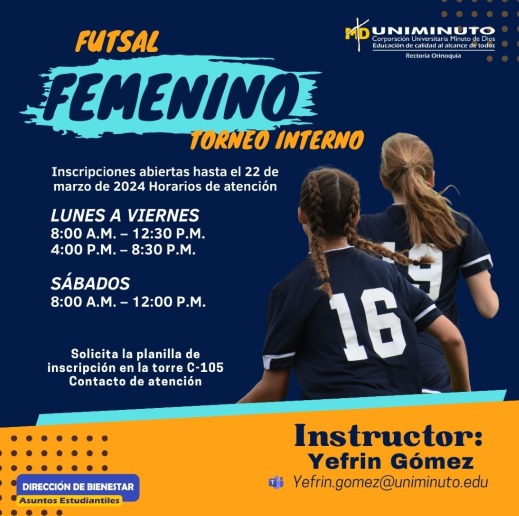 FUTSAL
FEMENINO
TORNEO INTERNO
MD UNIMINUTO
Corporación Universitaria Minuto de Dios
Educación de calidad al alcance de todos
Rectoría Orinoquía
Inscripciones abiertas hasta el 22 de
marzo de 2024 Horarios de atención
LUNES A VIERNES
8:00 A.M. – 12:30 P.M.
4:00 P.M. – 8:30 P.M.
SÁBADOS
8:00 A.M. – 12:00 P.M.
Solicita la planilla de
inscripción en la torre C-105
Contacto de atención
19
16
Instructor:
Yefrin Gómez
Yefrin.gomez@uniminuto.edu
DIRECCIÓN DE BIENESTAR
Asuntos Estudiantiles